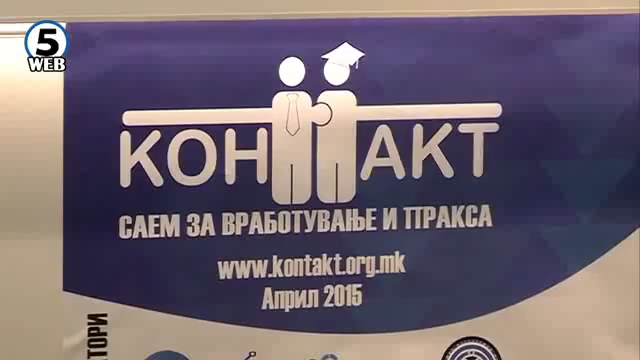 5
WEB
КОНТАКТ
САЕМ ЗА ВРАБОТУВАЊЕ И ПРАКСА
www.kontakt.org.mk
Април 2015